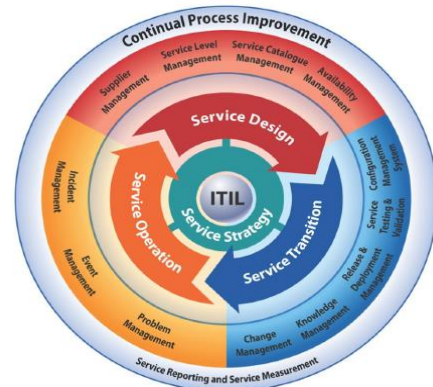 Continual Process Improvement
Supplier
Management
Service Level
Management
Service Catalogue
Management
Availability
Management
Service Design
Configuration
Management
System
Service
Testing &
Validation
Release &
Deployment
Management
Knowledge
Management
Change
Management
Service Transition
ITIL
Service Strategy
Service Operation
Incident
Management
Event
Management
Problem
Management
Service Reporting and Service Measurement